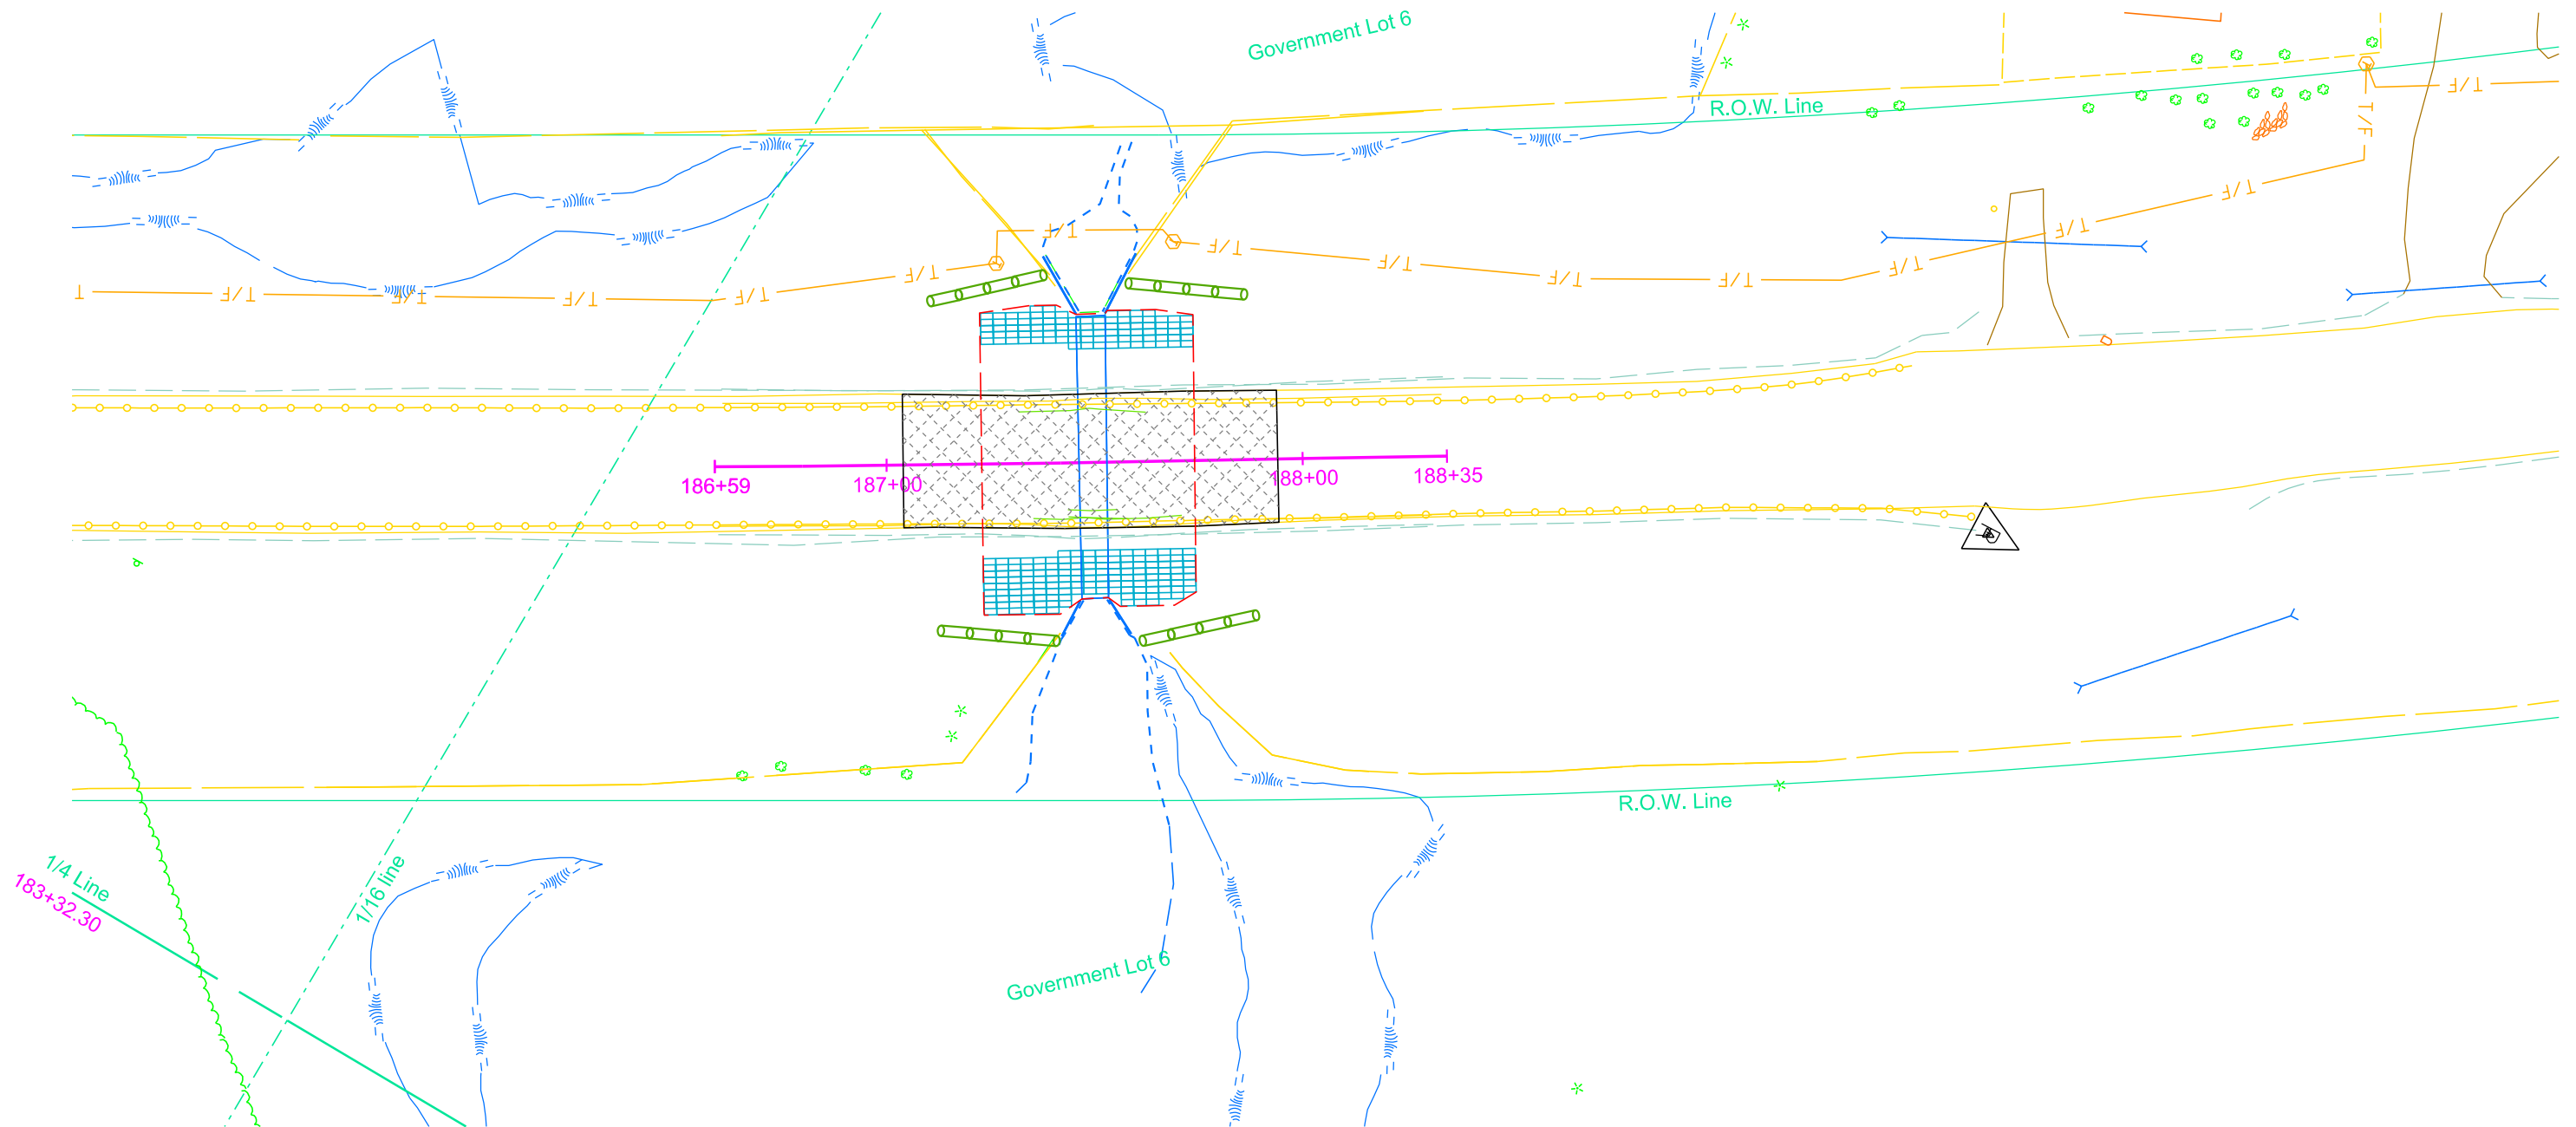 Government Lot 6
R.O.W. Line
T/F
T/F
T/F
T/F
T/F
T/F
T/F
T/F
T/F
T/F
T/F
T/F
T/F
T
T/F
T/F
T/F
T/F
186+59
187+00
188+00
188+35
R.O.W. Line
1/4 Line
183+32.30
1/16 line
Government Lot 6